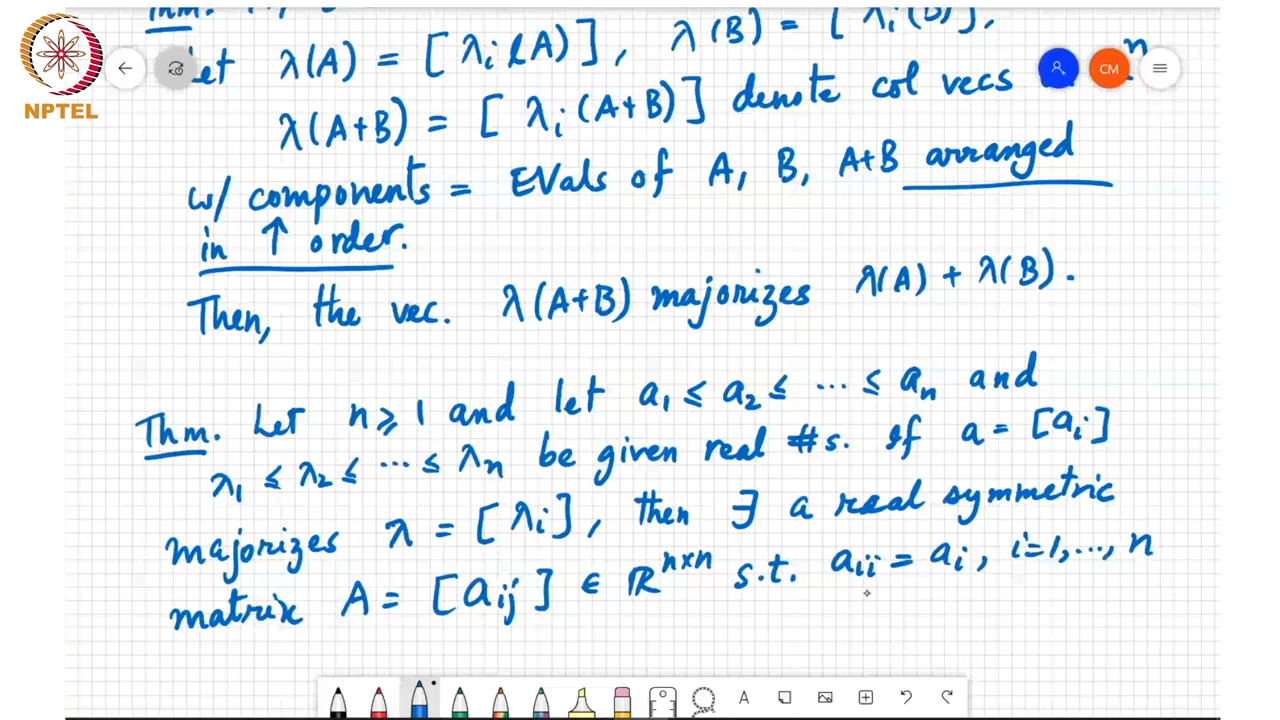 Thm.
Let λ(A) = [λi(A)], λ(B) = [λi(B)],
λ(A+B) = [λi(A+B)] denote col vecs n
w/ components = EVals of A, B, A+B arranged
in ↑ order.
Then, the vec. λ(A+B) majorizes λ(A) + λ(B).
Thm. Let n ≥ 1 and let a1 ≤ a2 ≤ ... ≤ an and
λ1 ≤ λ2 ≤ ... ≤ λn be given real #s. If a = [ai]
majorizes λ = [λi], then ∃ a real symmetric
matrix A = [aij] ∈ ℝ^n×n s.t. aii = ai, i=1,..., n
NPTEL
CM
A